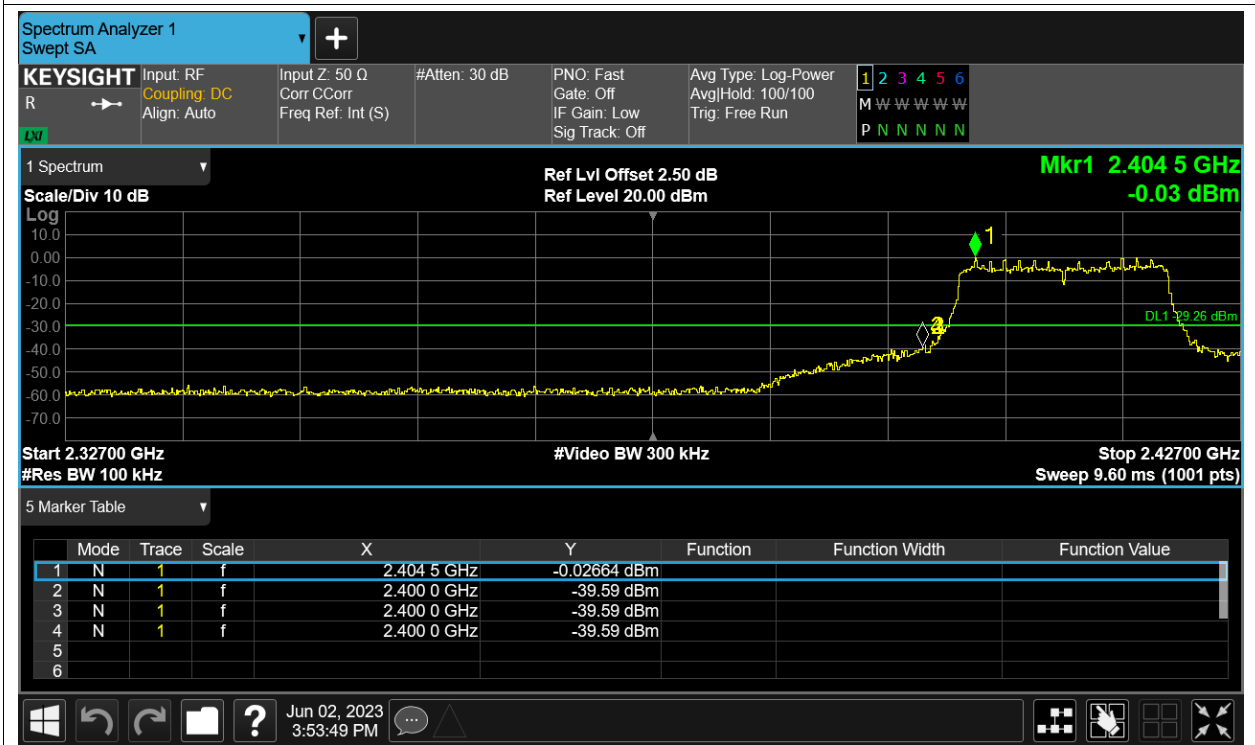 Spectrum Analyzer 1
Swept SA
+
KEYSIGHT
R
LXI
Input: RF
Coupling: DC
Align: Auto
Input Z: 50 Ω
Corr CCorr
Freq Ref: Int (S)
#Atten: 30 dB
PNO: Fast
Gate: Off
IF Gain: Low
Sig Track: Off
Avg Type: Log-Power
Avg|Hold: 100/100
Trig: Free Run
1 2 3 4 5 6
M W W W W W
P N N N N N
1 Spectrum
Scale/Div 10 dB
Ref Lvl Offset 2.50 dB
Ref Level 20.00 dBm
Mkr1 2.404 5 GHz
-0.03 dBm
Log
10.0
0.00
-10.0
-20.0
-30.0
-40.0
-50.0
-60.0
-70.0
1
DL1 -29.26 dBm
Start 2.32700 GHz
#Res BW 100 kHz
#Video BW 300 kHz
Stop 2.42700 GHz
Sweep 9.60 ms (1001 pts)
5 Marker Table
Mode Trace Scale X Y Function Function Width Function Value
1 N 1 f 2.404 5 GHz -0.02664 dBm
2 N 1 f 2.400 0 GHz -39.59 dBm
3 N 1 f 2.400 0 GHz -39.59 dBm
4 N 1 f 2.400 0 GHz -39.59 dBm
5
6
?
Jun 02, 2023
3:53:49 PM